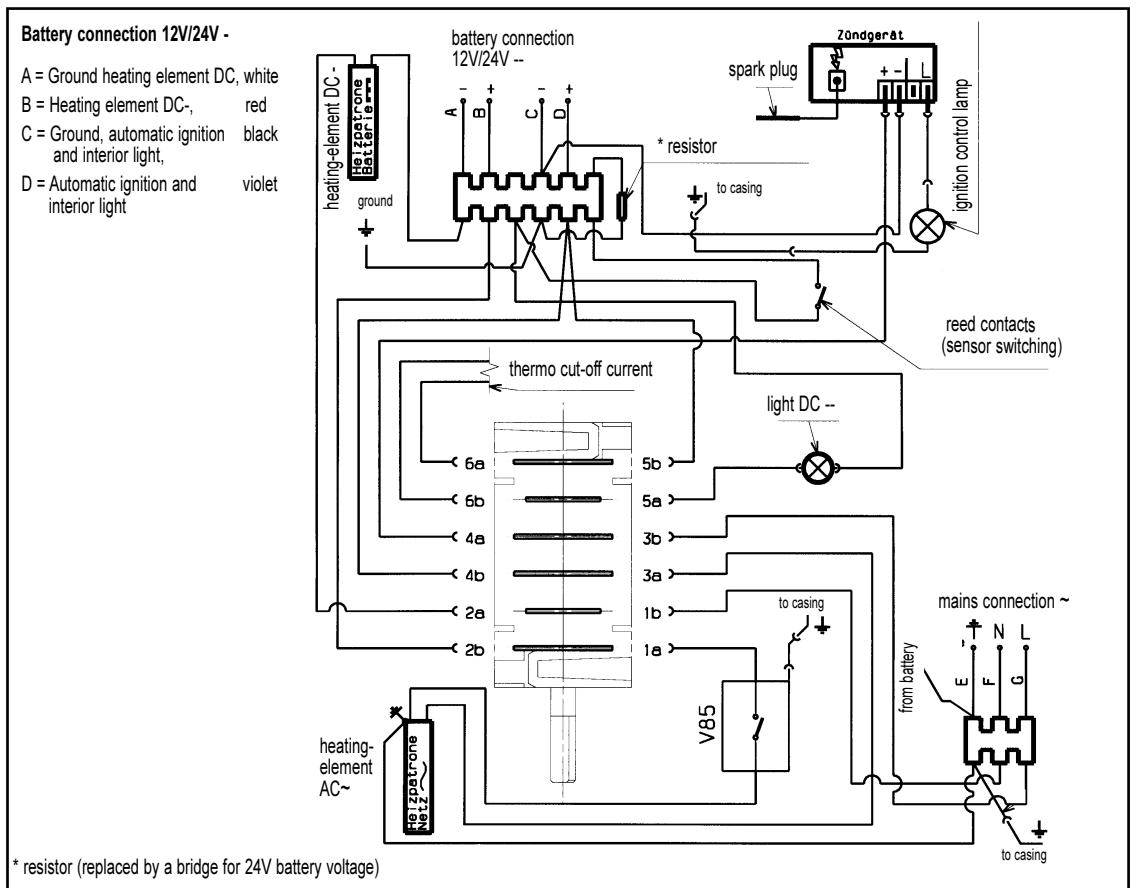 Battery connection 12V/24V -
A = Ground heating element DC, white
B = Heating element DC-, red
C = Ground, automatic ignition black
and interior light,
D = Automatic ignition and violet
interior light
heating-element DC -
Heizpatrone
Batterie
ground
battery connection
12V/24V --
- + - +
A B C D
* resistor
to casing
spark plug
Zündgerät
+ - L
ignition control lamp
reed contacts
(sensor switching)
thermo cut-off current
light DC --
6a 5b
6b 5a
4a 3b
4b 3a
2a 1b
2b 1a
to casing
V85
mains connection ~
N L
E F G
from battery
to casing
heating-
element
AC~
Heizpatrone
Netz
* resistor (replaced by a bridge for 24V battery voltage)